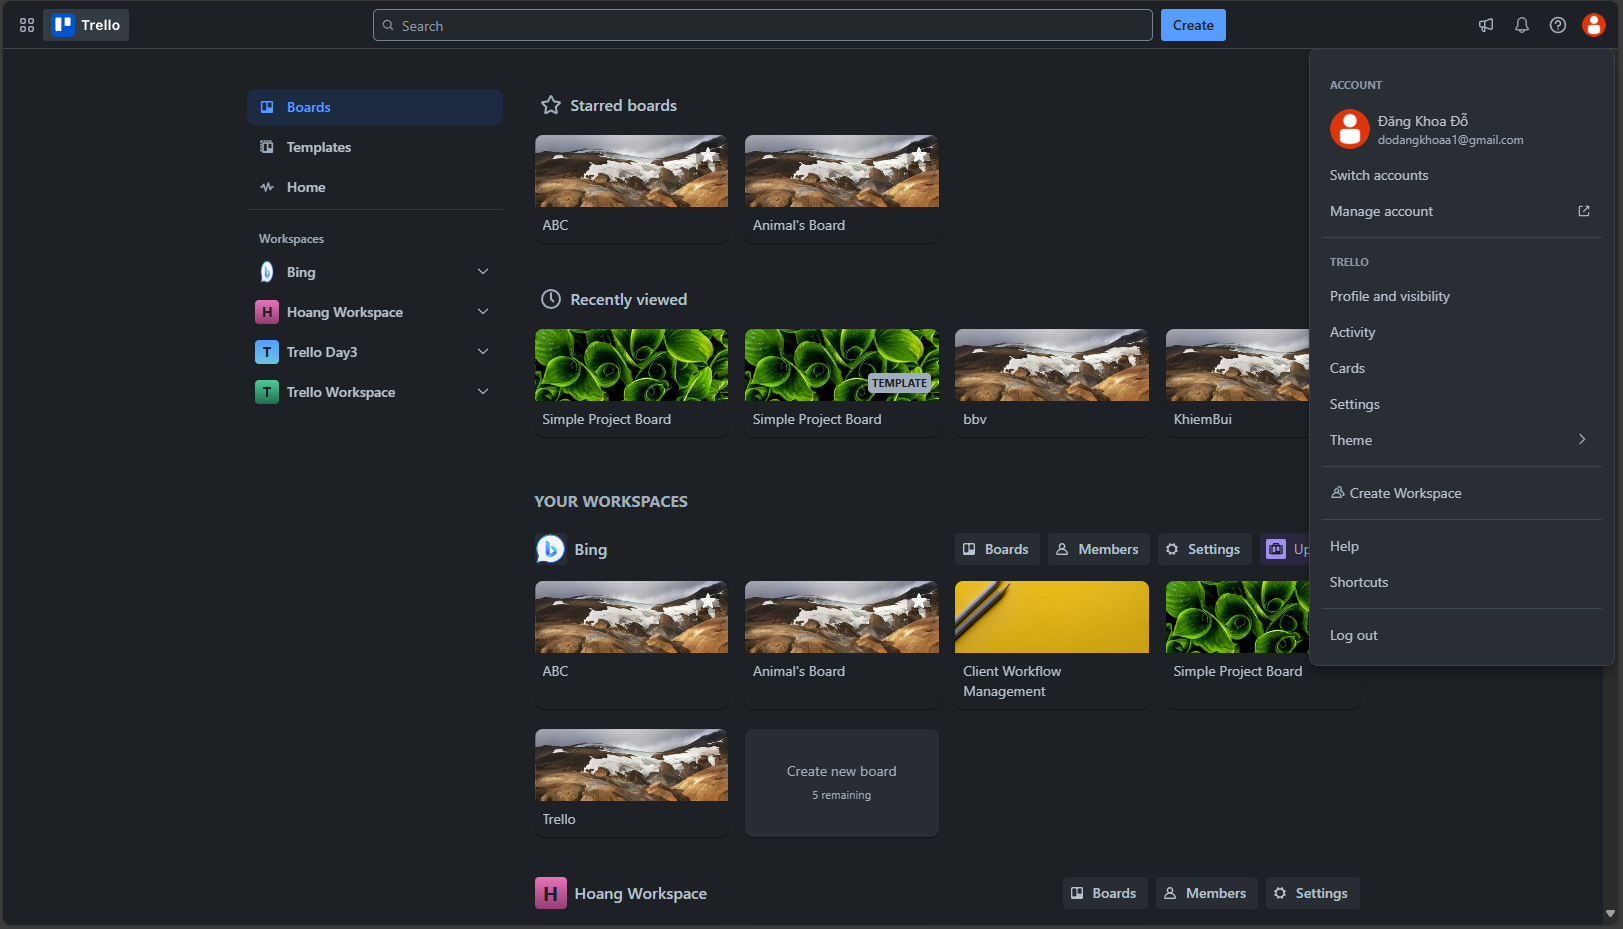 Trello
Search
Create
Boards
Templates
Home
Workspaces
Bing
H Hoang Workspace
T Trello Day3
T Trello Workspace
Starred boards
ABC
Animal's Board
Recently viewed
Simple Project Board
TEMPLATE
Simple Project Board
bbv
KhiemBui
YOUR WORKSPACES
Bing
Boards
Members
Settings
Up
ABC
Animal's Board
Client Workflow
Management
Simple Project Board
Trello
Create new board
5 remaining
H Hoang Workspace
Boards
Members
Settings
ACCOUNT
Đăng Khoa Đỗ
dodangkhoaa1@gmail.com
Switch accounts
Manage account
TRELLO
Profile and visibility
Activity
Cards
Settings
Theme
Create Workspace
Help
Shortcuts
Log out